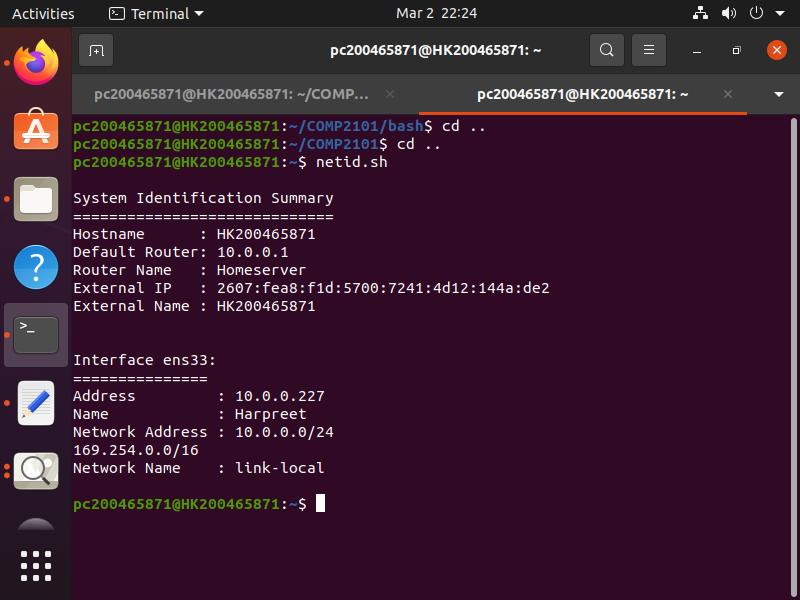 Activities Terminal Mar 2 22:24
pc200465871@HK200465871: ~
pc200465871@HK200465871: ~/COMP... pc200465871@HK200465871: ~
pc200465871@HK200465871:~/COMP2101/bash$ cd ..
pc200465871@HK200465871:~/COMP2101$ cd ..
pc200465871@HK200465871:~$ netid.sh
System Identification Summary
=============================
Hostname      : HK200465871
Default Router: 10.0.0.1
Router Name   : Homeserver
External IP   : 2607:fea8:f1d:5700:7241:4d12:144a:de2
External Name : HK200465871
Interface ens33:
===============
Address         : 10.0.0.227
Name            : Harpreet
Network Address : 10.0.0.0/24
169.254.0.0/16
Network Name    : link-local
pc200465871@HK200465871:~$